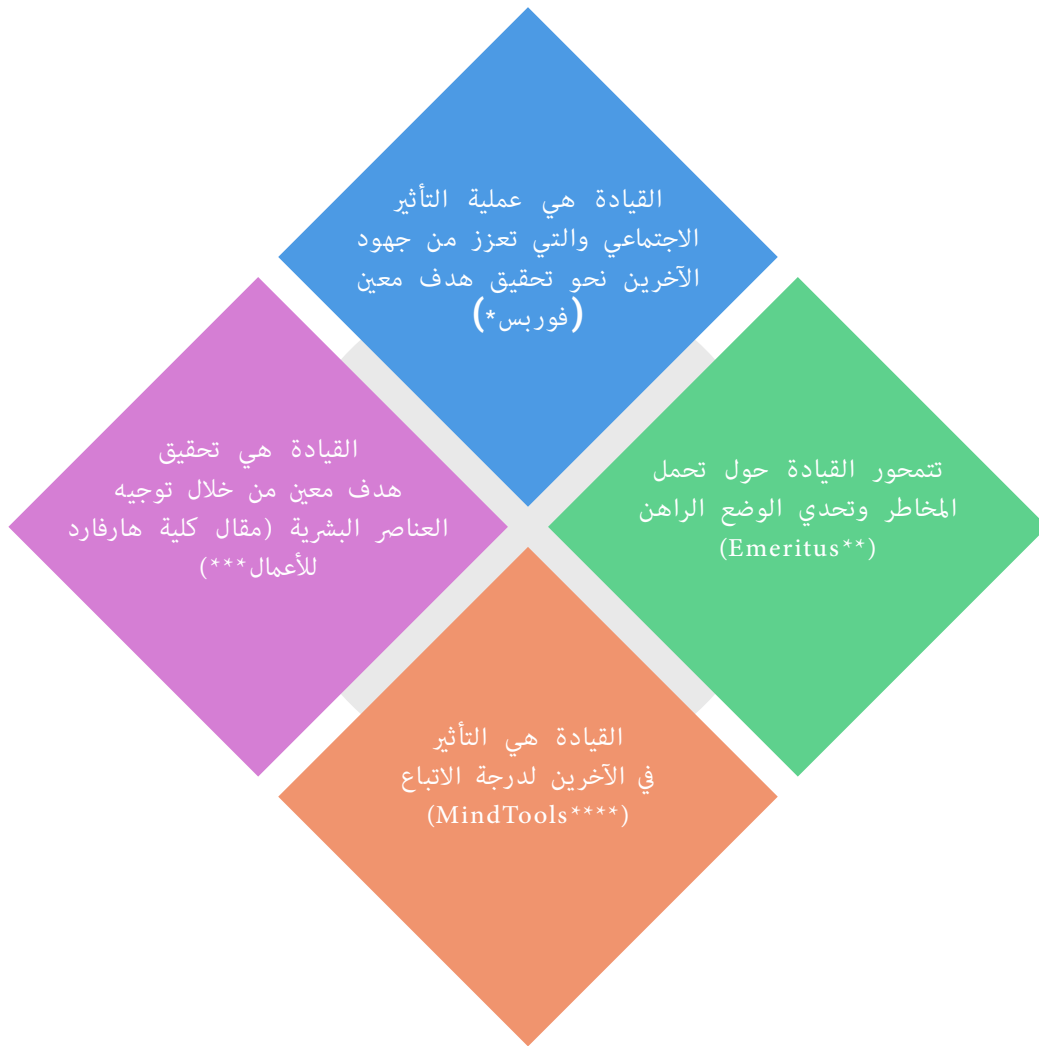 القيادة هي عملية التأثير
الاجتماعي والتي تعزز من جهود
الآخرين نحو تحقيق هدف معين
(فوربس*)
تتمحور القيادة حول تحمل
المخاطر وتحدي الوضع الراهن
(Emeritus**)
القيادة هي تحقيق
هدف معين من خلال توجيه
العناصر البشرية (مقال كلية هارفارد
للأعمال***)
القيادة هي التأثير
في الآخرين لدرجة الاتباع
(MindTools****)